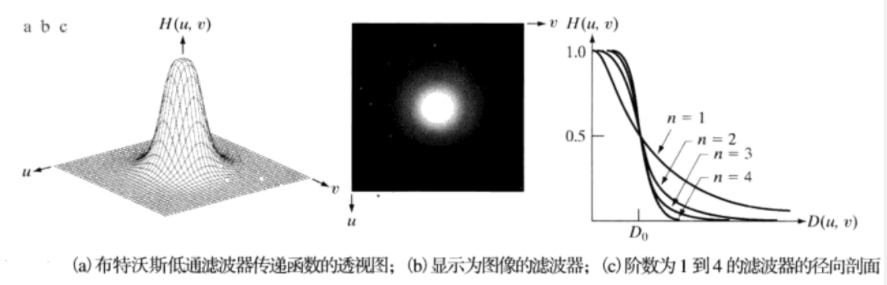 a b c
H(u, v)
u
v
v
u
H(u, v)
1.0
0.5
n = 1
n = 2
n = 3
n = 4
D₀
D(u, v)
(a) 布特沃斯低通滤波器传递函数的透视图；(b) 显示为图像的滤波器；(c) 阶数为 1 到 4 的滤波器的径向剖面